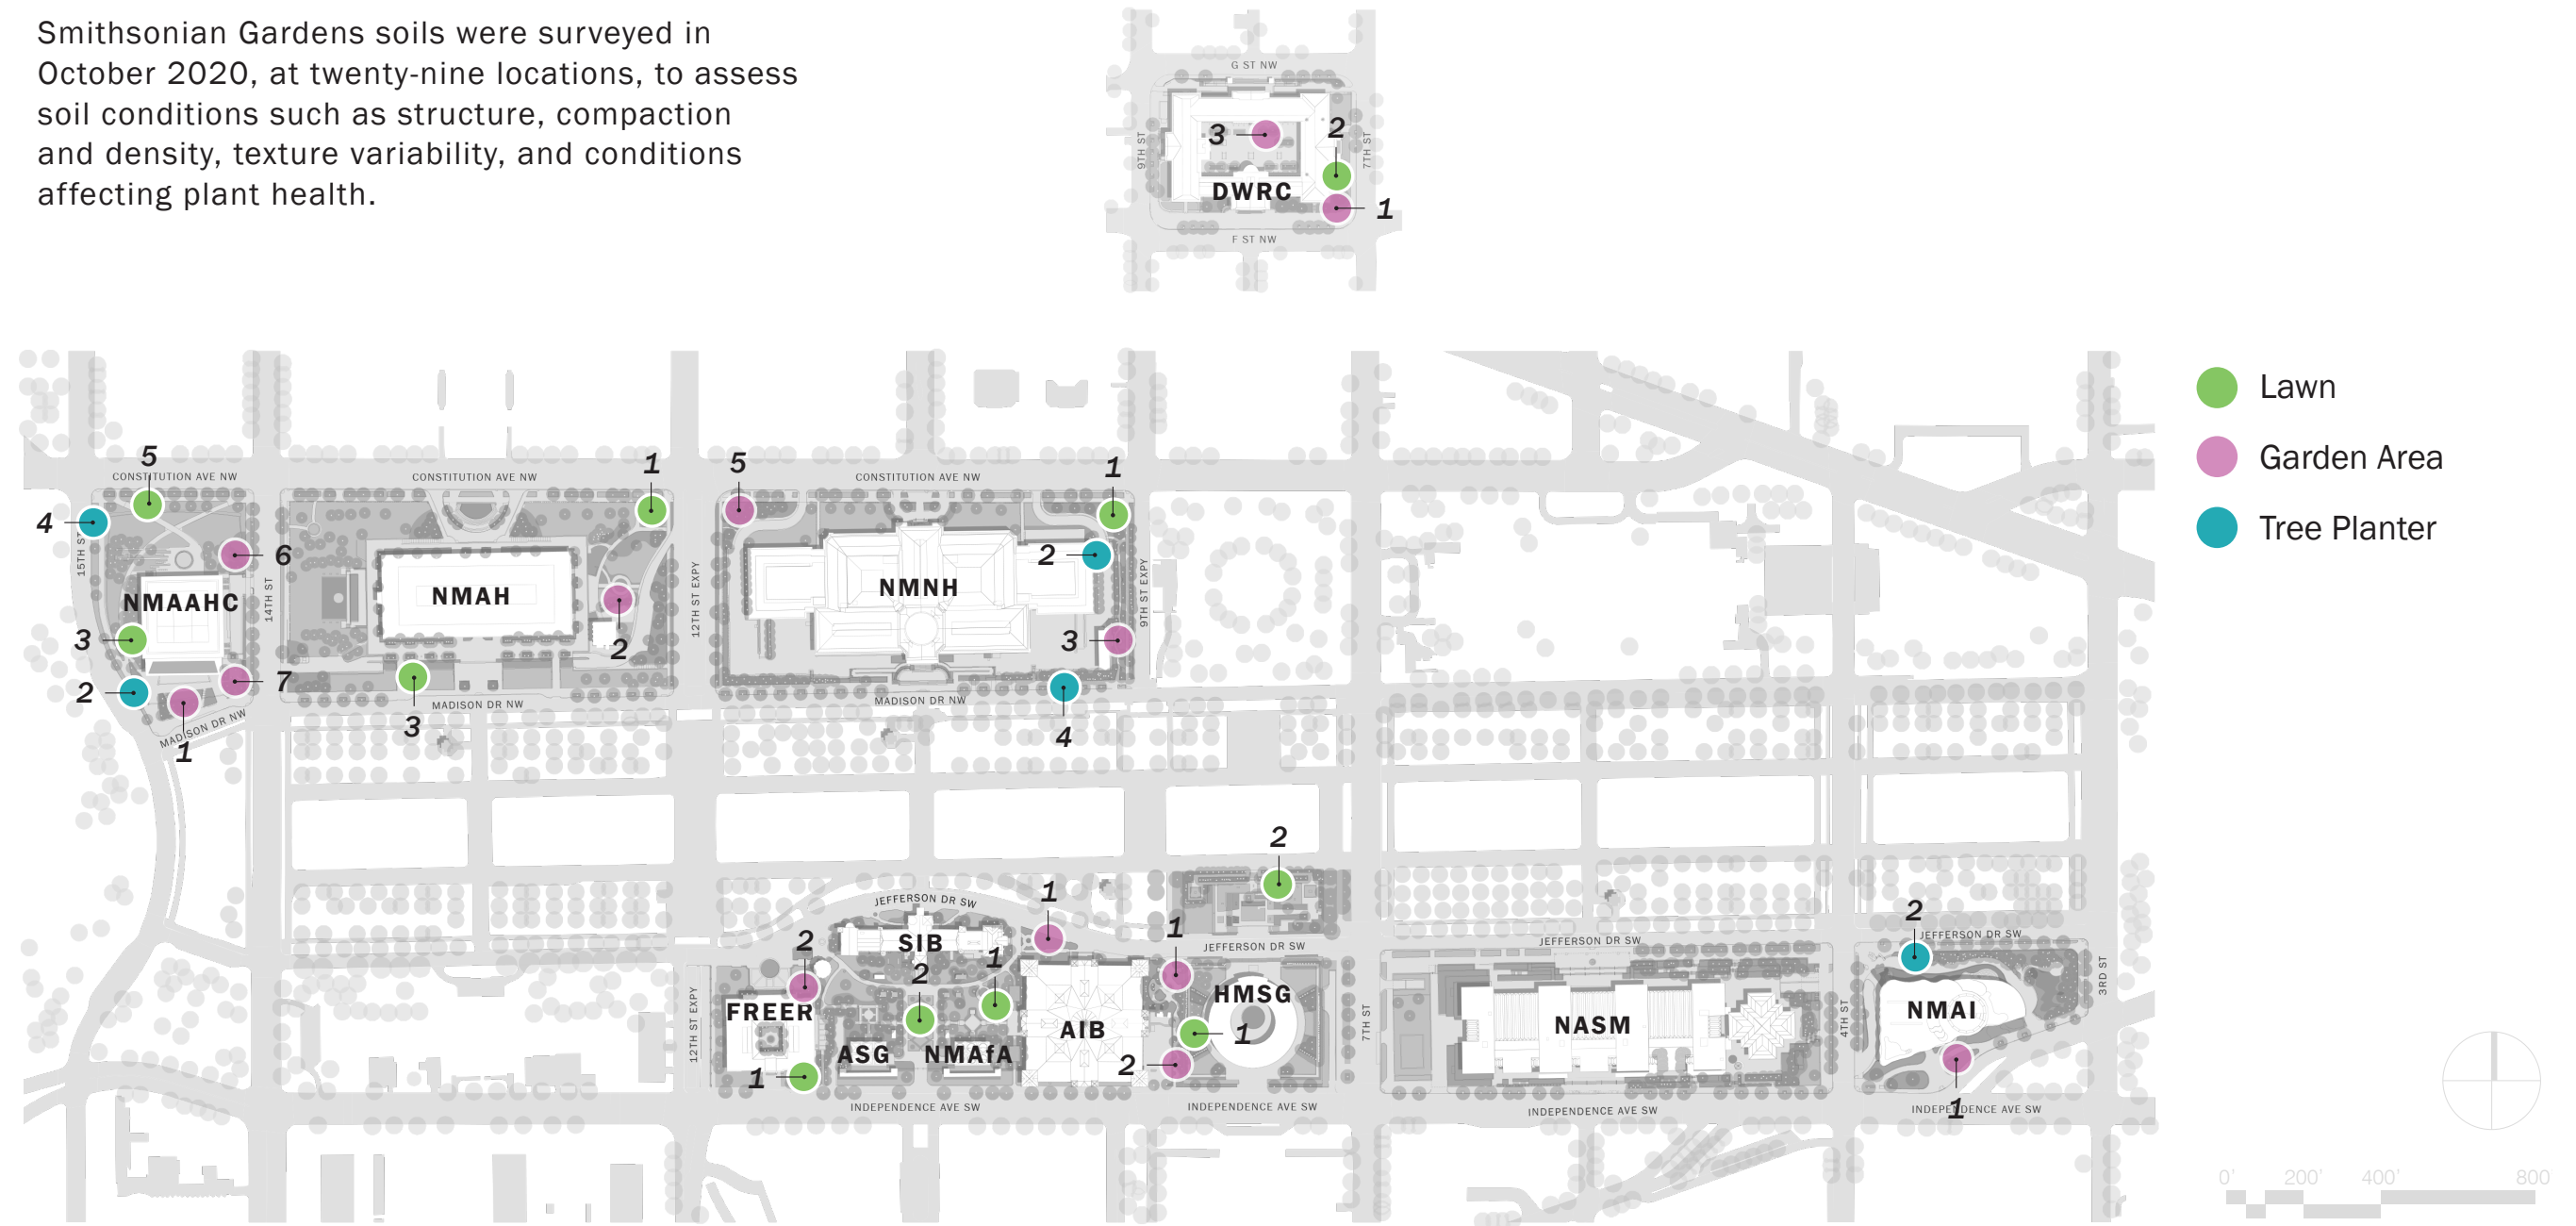 Smithsonian Gardens soils were surveyed in
October 2020, at twenty-nine locations, to assess
soil conditions such as structure, compaction
and density, texture variability, and conditions
affecting plant health.
G ST NW
9TH ST
3
2
7TH ST
DWRC
1
F ST NW
Lawn
Garden Area
Tree Planter
5
1
5
1
CONSTITUTION AVE NW
CONSTITUTION AVE NW
CONSTITUTION AVE NW
4
15TH ST
6
2
14TH ST
12TH ST EXPY
9TH ST EXPY
NMAAHC
NMAH
NMNH
3
2
3
2
7
MADISON DR NW
MADISON DR NW
MADISON DR NW
1
3
4
2
1
JEFFERSON DR SW
2
SIB
1
1
JEFFERSON DR SW
JEFFERSON DR SW
2
JEFFERSON DR SW
2
3RD ST
12TH ST EXPY
FREER
HMSG
NMAI
7TH ST
4TH ST
AIB
NASM
1
ASG
NMAfA
2
1
INDEPENDENCE AVE SW
INDEPENDENCE AVE SW
INDEPENDENCE AVE SW
INDEPENDENCE AVE SW
1
0' 200' 400' 800